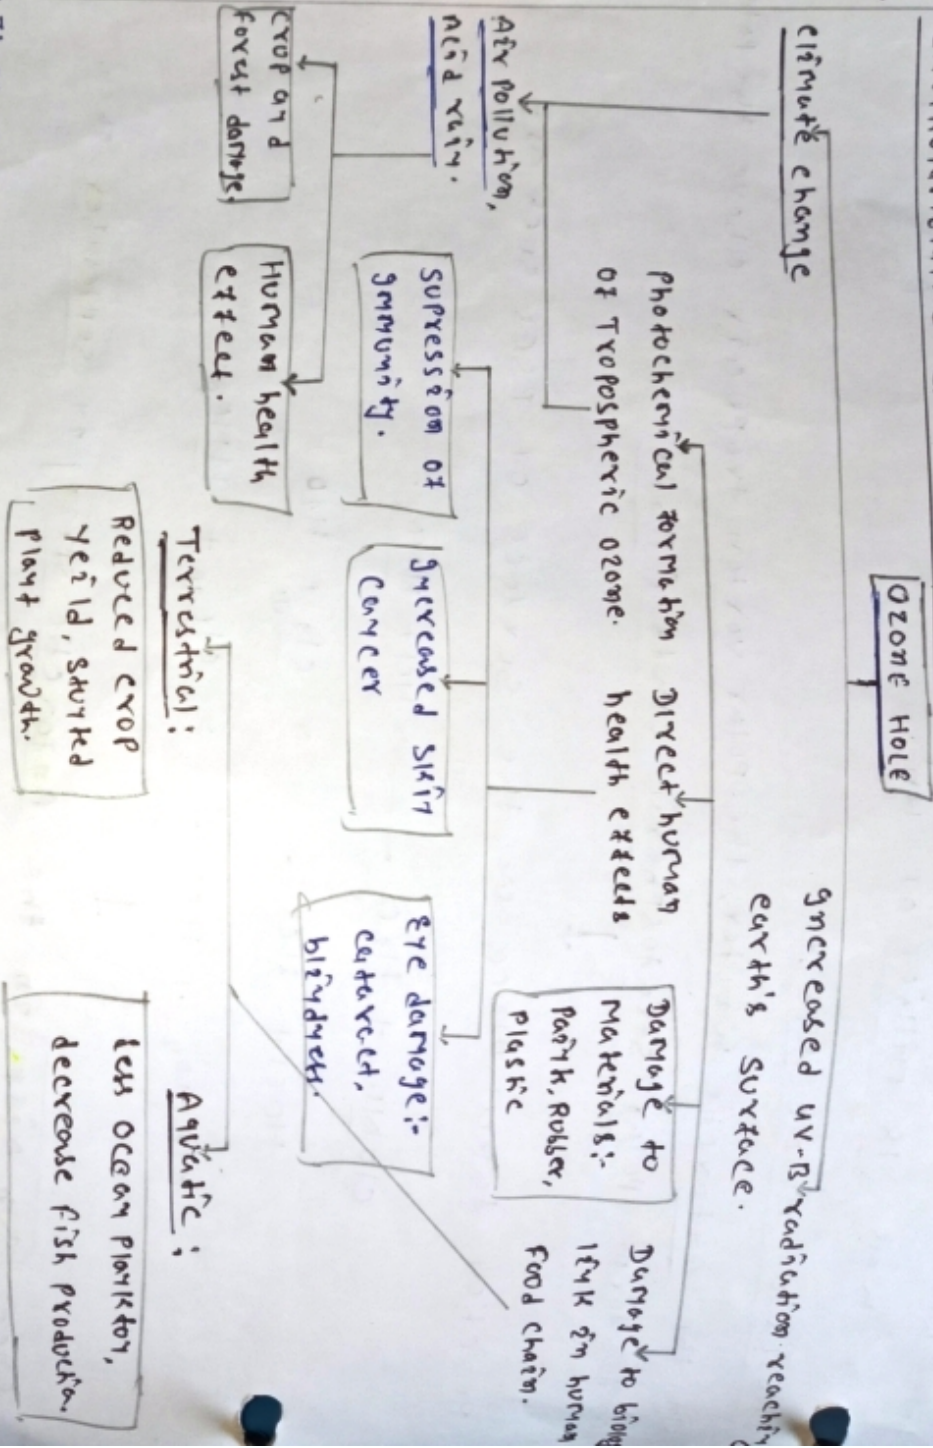 OZONE HOLE
climate change
Increased UV-B radiation reaching
earth's surface.
Photochemical formation
of Tropospheric ozone.
Direct human
health effects
Damage to
Materials:-
Paint, Rubber,
Plastic
Damage to
link in human
Food chain.
Air pollution,
Acid rain.
Supression of
Immunity.
Increased skin
Cancer
Eye damage:-
cataract,
blindness.
Crop and
forest damage.
Human health
effect.
Terrestrial:
Aquatic:
Reduced crop
yeild, stunted
plant growth.
Less ocean plankton,
decrease fish production.